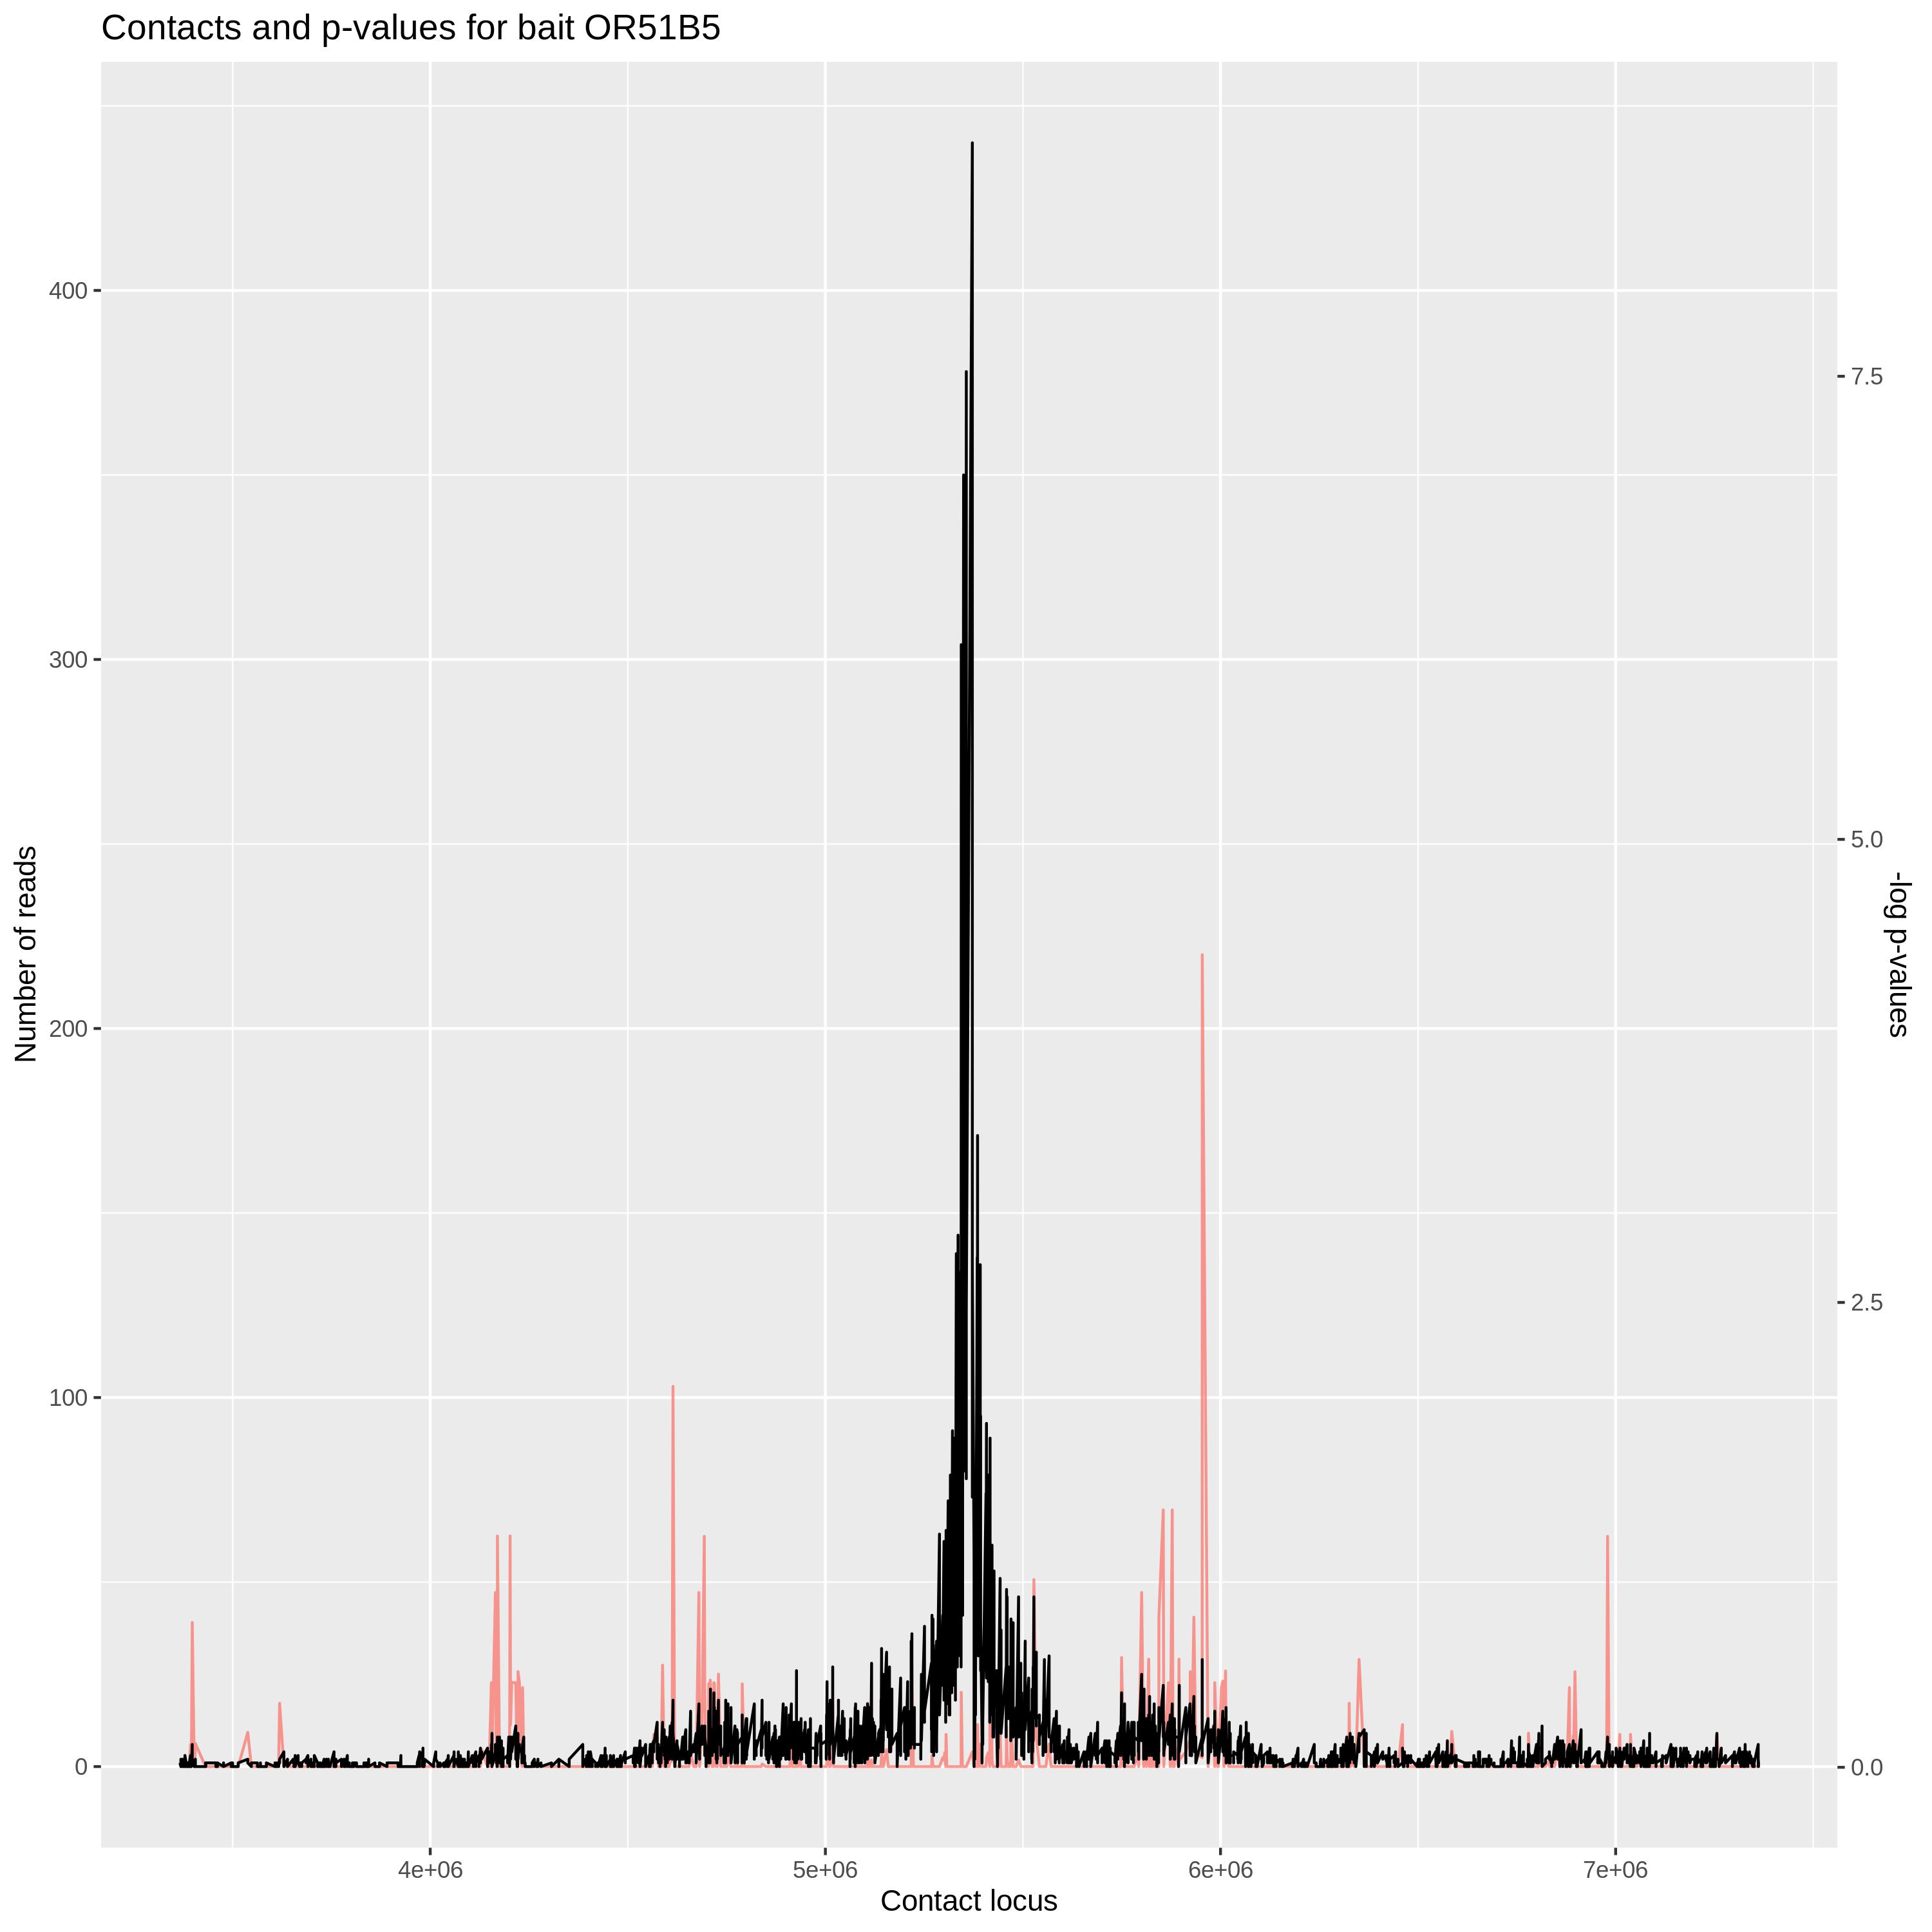 Contacts and p-values for bait OR51B5
400
300
200
100
0
Number of reads
7.5
5.0
2.5
0.0
-log p-values
4e+06
5e+06
6e+06
7e+06
Contact locus